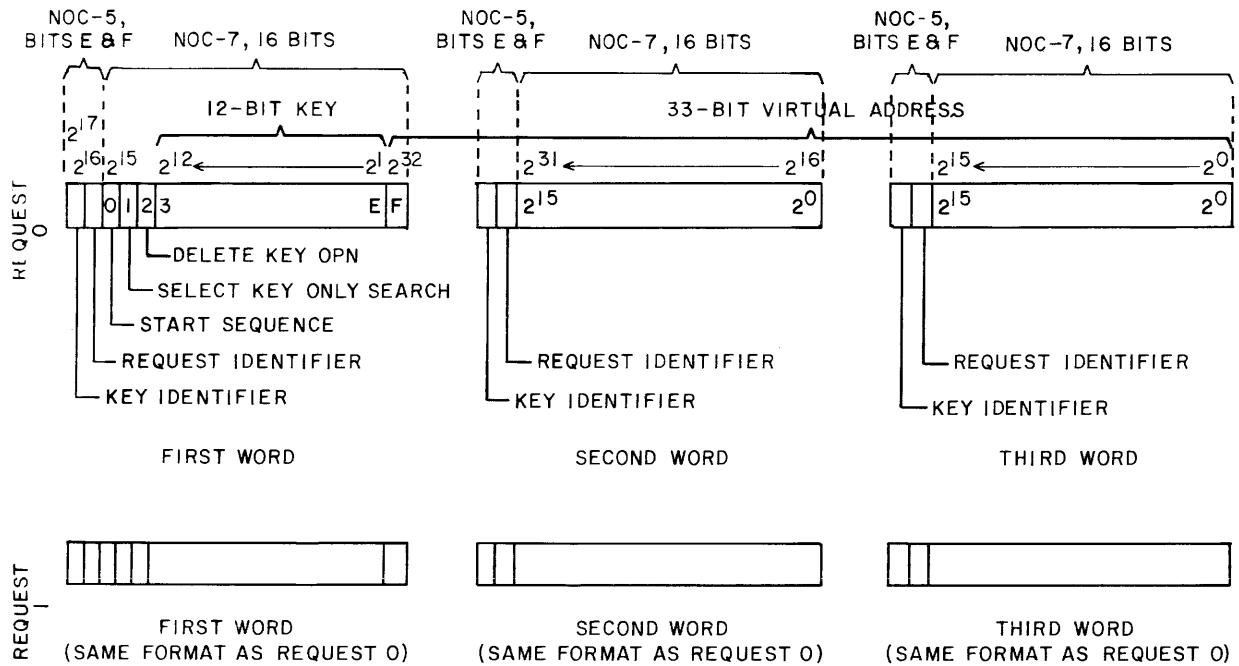 NOC-5, BITS E & F
NOC-7, 16 BITS
NOC-5, BITS E & F
NOC-7, 16 BITS
NOC-5, BITS E & F
NOC-7, 16 BITS
12-BIT KEY
33-BIT VIRTUAL ADDRESS
2^17
2^16 2^15 2^12 2^1 2^32
2^31 2^16
2^15 2^0
REQUEST 0
0 1 2 3 E F
2^15 2^0
2^15 2^0
DELETE KEY OPN
SELECT KEY ONLY SEARCH
START SEQUENCE
REQUEST IDENTIFIER
KEY IDENTIFIER
REQUEST IDENTIFIER
KEY IDENTIFIER
REQUEST IDENTIFIER
KEY IDENTIFIER
FIRST WORD
SECOND WORD
THIRD WORD
REQUEST 1
FIRST WORD
(SAME FORMAT AS REQUEST 0)
SECOND WORD
(SAME FORMAT AS REQUEST 0)
THIRD WORD
(SAME FORMAT AS REQUEST 0)